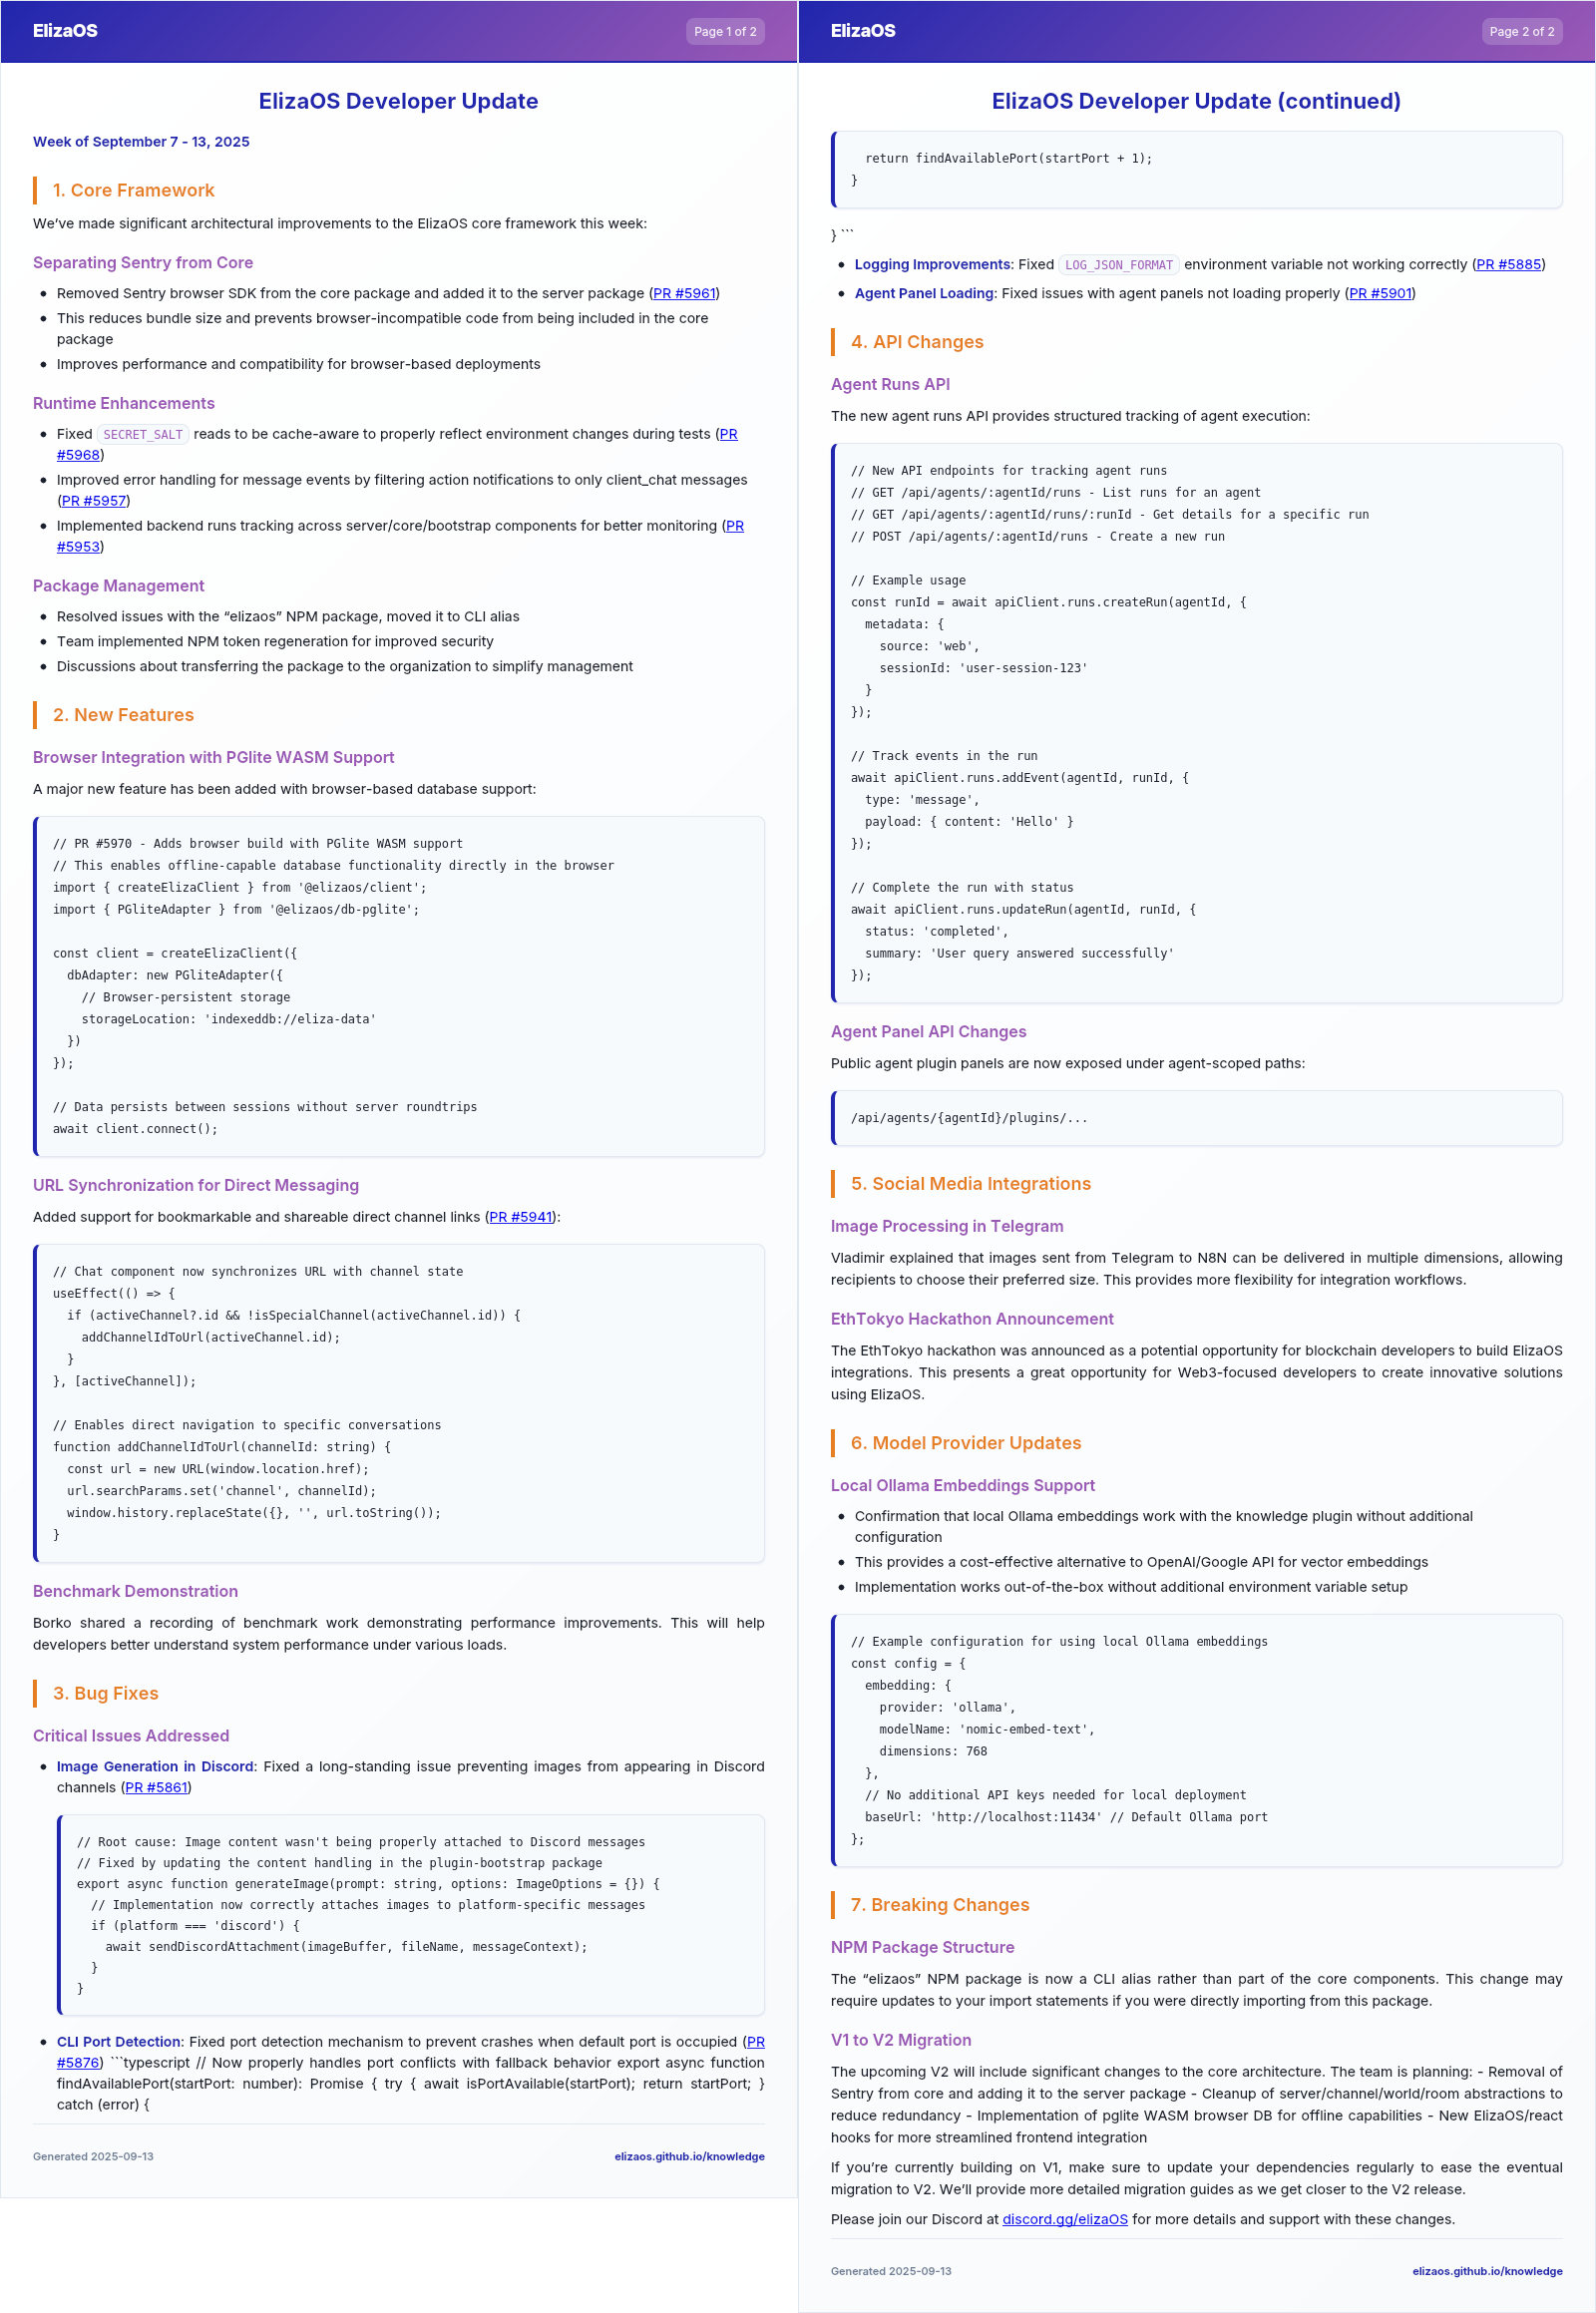 ElizaOS
Page 1 of 2
ElizaOS Developer Update
Week of September 7 - 13, 2025
1. Core Framework
We’ve made significant architectural improvements to the ElizaOS core framework this week:
Separating Sentry from Core
• Removed Sentry browser SDK from the core package and added it to the server package (PR #5961)
• This reduces bundle size and prevents browser-incompatible code from being included in the core
package
• Improves performance and compatibility for browser-based deployments
Runtime Enhancements
• Fixed SECRET_SALT reads to be cache-aware to properly reflect environment changes during tests (PR
#5968)
• Improved error handling for message events by filtering action notifications to only client_chat messages
(PR #5957)
• Implemented backend runs tracking across server/core/bootstrap components for better monitoring (PR
#5953)
Package Management
• Resolved issues with the “elizaos” NPM package, moved it to CLI alias
• Team implemented NPM token regeneration for improved security
• Discussions about transferring the package to the organization to simplify management
2. New Features
Browser Integration with PGlite WASM Support
A major new feature has been added with browser-based database support:
// PR #5970 - Adds browser build with PGlite WASM support
// This enables offline-capable database functionality directly in the browser
import { createElizaClient } from '@elizaos/client';
import { PGliteAdapter } from '@elizaos/db-pglite';
const client = createElizaClient({
  dbAdapter: new PGliteAdapter({
    // Browser-persistent storage
    storageLocation: 'indexeddb://eliza-data'
  })
});
// Data persists between sessions without server roundtrips
await client.connect();
URL Synchronization for Direct Messaging
Added support for bookmarkable and shareable direct channel links (PR #5941):
// Chat component now synchronizes URL with channel state
useEffect(() => {
  if (activeChannel?.id && !isSpecialChannel(activeChannel.id)) {
    addChannelIdToUrl(activeChannel.id);
  }
}, [activeChannel]);
// Enables direct navigation to specific conversations
function addChannelIdToUrl(channelId: string) {
  const url = new URL(window.location.href);
  url.searchParams.set('channel', channelId);
  window.history.replaceState({}, '', url.toString());
}
Benchmark Demonstration
Borko shared a recording of benchmark work demonstrating performance improvements. This will help
developers better understand system performance under various loads.
3. Bug Fixes
Critical Issues Addressed
• Image Generation in Discord: Fixed a long-standing issue preventing images from appearing in Discord
channels (PR #5861)
// Root cause: Image content wasn't being properly attached to Discord messages
// Fixed by updating the content handling in the plugin-bootstrap package
export async function generateImage(prompt: string, options: ImageOptions = {}) {
  // Implementation now correctly attaches images to platform-specific messages
  if (platform === 'discord') {
    await sendDiscordAttachment(imageBuffer, fileName, messageContext);
  }
}
• CLI Port Detection: Fixed port detection mechanism to prevent crashes when default port is occupied (PR
#5876) ```typescript // Now properly handles port conflicts with fallback behavior export async function
findAvailablePort(startPort: number): Promise { try { await isPortAvailable(startPort); return startPort; }
catch (error) {
Generated 2025-09-13
elizaos.github.io/knowledge
ElizaOS
Page 2 of 2
ElizaOS Developer Update (continued)
  return findAvailablePort(startPort + 1);
}
} ```
• Logging Improvements: Fixed LOG_JSON_FORMAT environment variable not working correctly (PR #5885)
• Agent Panel Loading: Fixed issues with agent panels not loading properly (PR #5901)
4. API Changes
Agent Runs API
The new agent runs API provides structured tracking of agent execution:
// New API endpoints for tracking agent runs
// GET /api/agents/:agentId/runs - List runs for an agent
// GET /api/agents/:agentId/runs/:runId - Get details for a specific run
// POST /api/agents/:agentId/runs - Create a new run
// Example usage
const runId = await apiClient.runs.createRun(agentId, {
  metadata: {
    source: 'web',
    sessionId: 'user-session-123'
  }
});
// Track events in the run
await apiClient.runs.addEvent(agentId, runId, {
  type: 'message',
  payload: { content: 'Hello' }
});
// Complete the run with status
await apiClient.runs.updateRun(agentId, runId, {
  status: 'completed',
  summary: 'User query answered successfully'
});
Agent Panel API Changes
Public agent plugin panels are now exposed under agent-scoped paths:
/api/agents/{agentId}/plugins/...
5. Social Media Integrations
Image Processing in Telegram
Vladimir explained that images sent from Telegram to N8N can be delivered in multiple dimensions, allowing
recipients to choose their preferred size. This provides more flexibility for integration workflows.
EthTokyo Hackathon Announcement
The EthTokyo hackathon was announced as a potential opportunity for blockchain developers to build ElizaOS
integrations. This presents a great opportunity for Web3-focused developers to create innovative solutions
using ElizaOS.
6. Model Provider Updates
Local Ollama Embeddings Support
• Confirmation that local Ollama embeddings work with the knowledge plugin without additional
configuration
• This provides a cost-effective alternative to OpenAI/Google API for vector embeddings
• Implementation works out-of-the-box without additional environment variable setup
// Example configuration for using local Ollama embeddings
const config = {
  embedding: {
    provider: 'ollama',
    modelName: 'nomic-embed-text',
    dimensions: 768
  },
  // No additional API keys needed for local deployment
  baseUrl: 'http://localhost:11434' // Default Ollama port
};
7. Breaking Changes
NPM Package Structure
The “elizaos” NPM package is now a CLI alias rather than part of the core components. This change may
require updates to your import statements if you were directly importing from this package.
V1 to V2 Migration
The upcoming V2 will include significant changes to the core architecture. The team is planning: - Removal of
Sentry from core and adding it to the server package - Cleanup of server/channel/world/room abstractions to
reduce redundancy - Implementation of pglite WASM browser DB for offline capabilities - New ElizaOS/react
hooks for more streamlined frontend integration
If you’re currently building on V1, make sure to update your dependencies regularly to ease the eventual
migration to V2. We’ll provide more detailed migration guides as we get closer to the V2 release.
Please join our Discord at discord.gg/elizaOS for more details and support with these changes.
Generated 2025-09-13
elizaos.github.io/knowledge